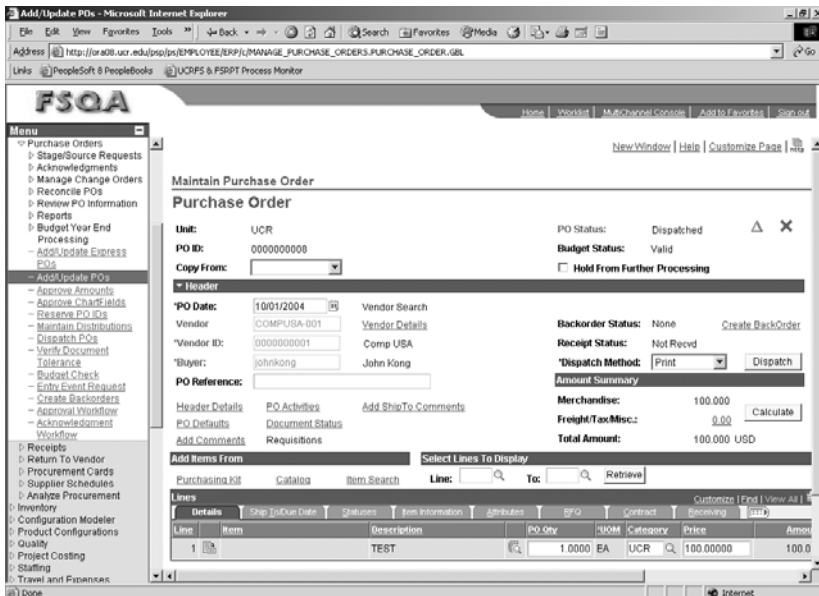 Add/Update POs - Microsoft Internet Explorer
File Edit View Favorites Tools » Back Search Favorites Media
Address http://ora08.ucr.edu/psp/ps/EMPLOYEE/ERP/c/MANAGE_PURCHASE_ORDERS.PURCHASE_ORDER.GBL Go
Links PeopleSoft 8 PeopleBooks UCRFS & FSRPT Process Monitor
FSQA
Home | Worklist | MultiChannel Console | Add to Favorites | Sign out
Menu
Purchase Orders
Stage/Source Requests
Acknowledgments
Manage Change Orders
Reconcile POs
Review PO Information
Reports
Budget Year End
Processing
– Add/Update Express
POs
– Add/Update POs
– Approve Amounts
– Approve ChartFields
– Reserve PO IDs
– Maintain Distributions
– Dispatch POs
– Verify Document
Tolerance
– Budget Check
– Entry Event Request
– Create Backorders
– Approval Workflow
– Acknowledgment
Workflow
Receipts
Return To Vendor
Procurement Cards
Supplier Schedules
Analyze Procurement
Inventory
Configuration Modeler
Product Configurations
Quality
Project Costing
Staffing
Travel and Expenses
New Window | Help | Customize Page |
Maintain Purchase Order
Purchase Order
Unit: UCR PO Status: Dispatched
PO ID: 0000000008 Budget Status: Valid
Copy From: Hold From Further Processing
Header
*PO Date: 10/01/2004 Vendor Search
Vendor COMPUSA-001 Vendor Details Backorder Status: None Create BackOrder
*Vendor ID: 0000000001 Comp USA Receipt Status: Not Recvd
*Buyer: johnkong John Kong *Dispatch Method: Print Dispatch
PO Reference: Amount Summary
Header Details PO Activities Add ShipTo Comments Merchandise: 100.000
PO Defaults Document Status Freight/Tax/Misc.: 0.00 Calculate
Add Comments Requisitions Total Amount: 100.000 USD
Add Items From Select Lines To Display
Purchasing Kit Catalog Item Search Line: To: Retrieve
Lines Customize | Find | View All |
Details Ship To/Due Date Statuses Item Information Attributes RFQ Contract Receiving
Line Item Description PO Qty *UOM Category Price Amou
1 TEST 1.0000 EA UCR 100.00000 100.0
Done Internet